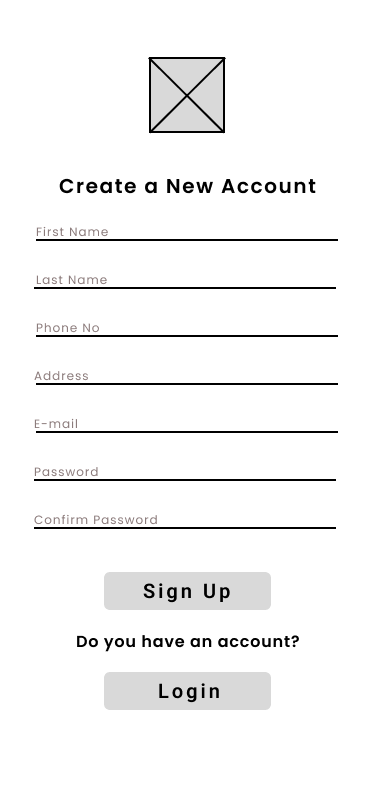 Create a New Account
First Name
Last Name
Phone No
Address
E-mail
Password
Confirm Password
Sign Up
Do you have an account?
Login